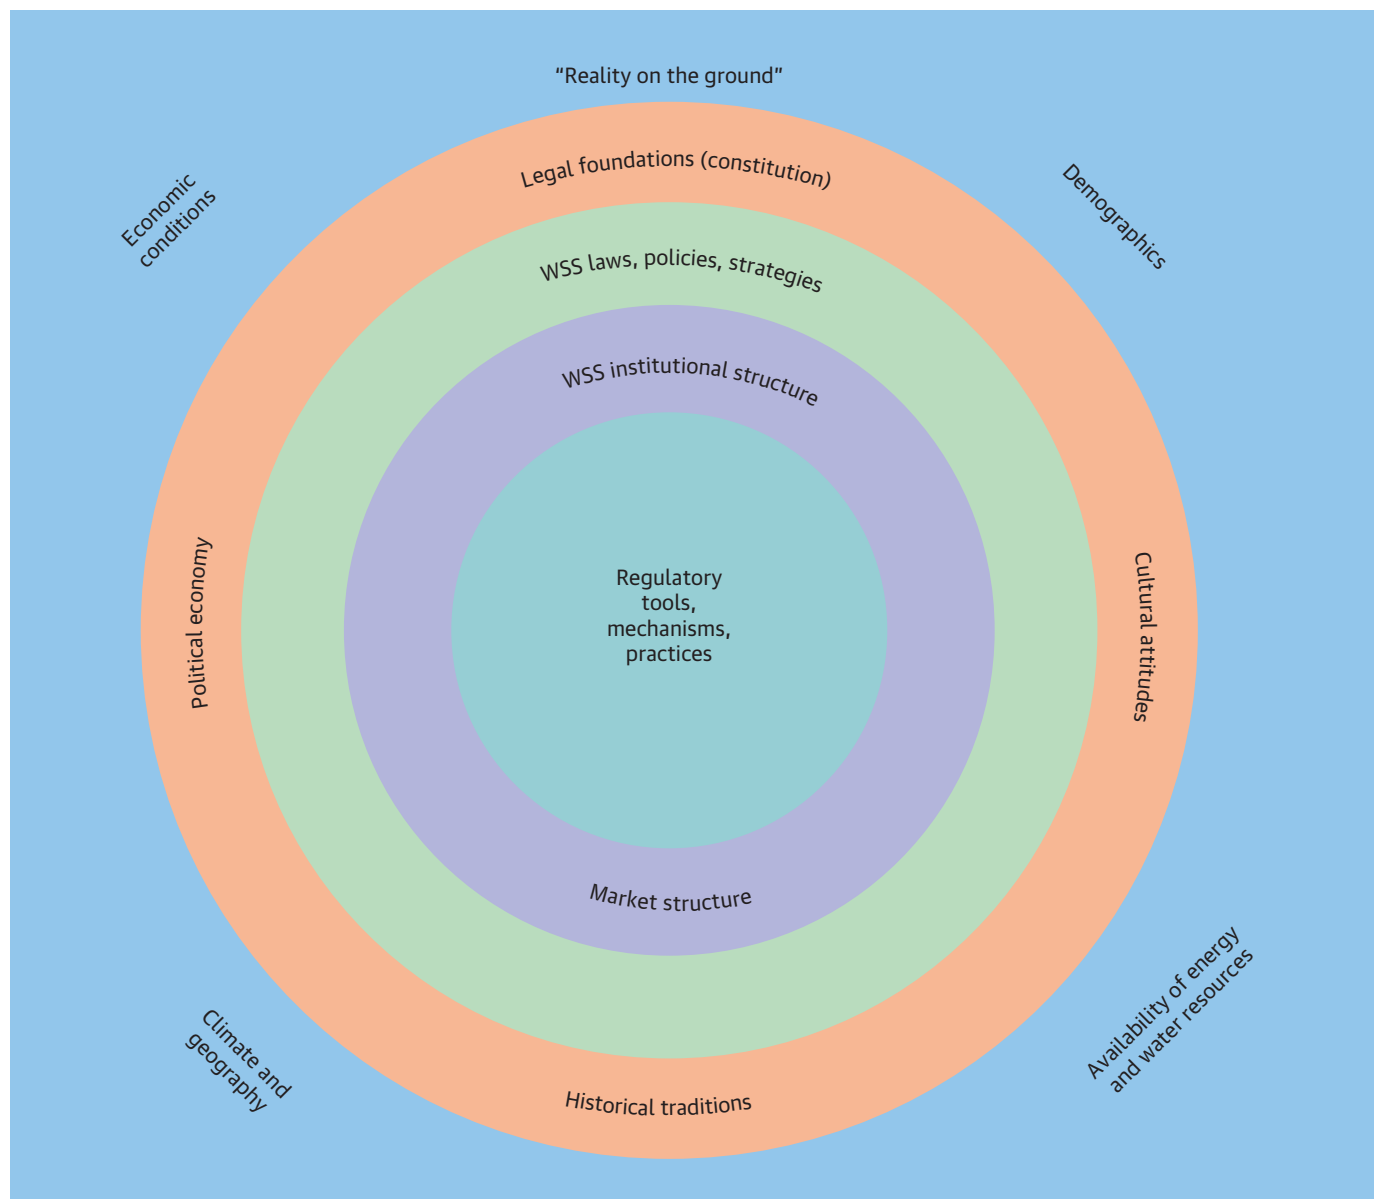 “Reality on the ground”
Legal foundations (constitution)
Economic
conditions
Demographics
WSS laws, policies, strategies
WSS institutional structure
Political economy
Regulatory
tools,
mechanisms,
practices
Cultural attitudes
Market structure
Climate and
geography
Availability of energy
and water resources
Historical traditions